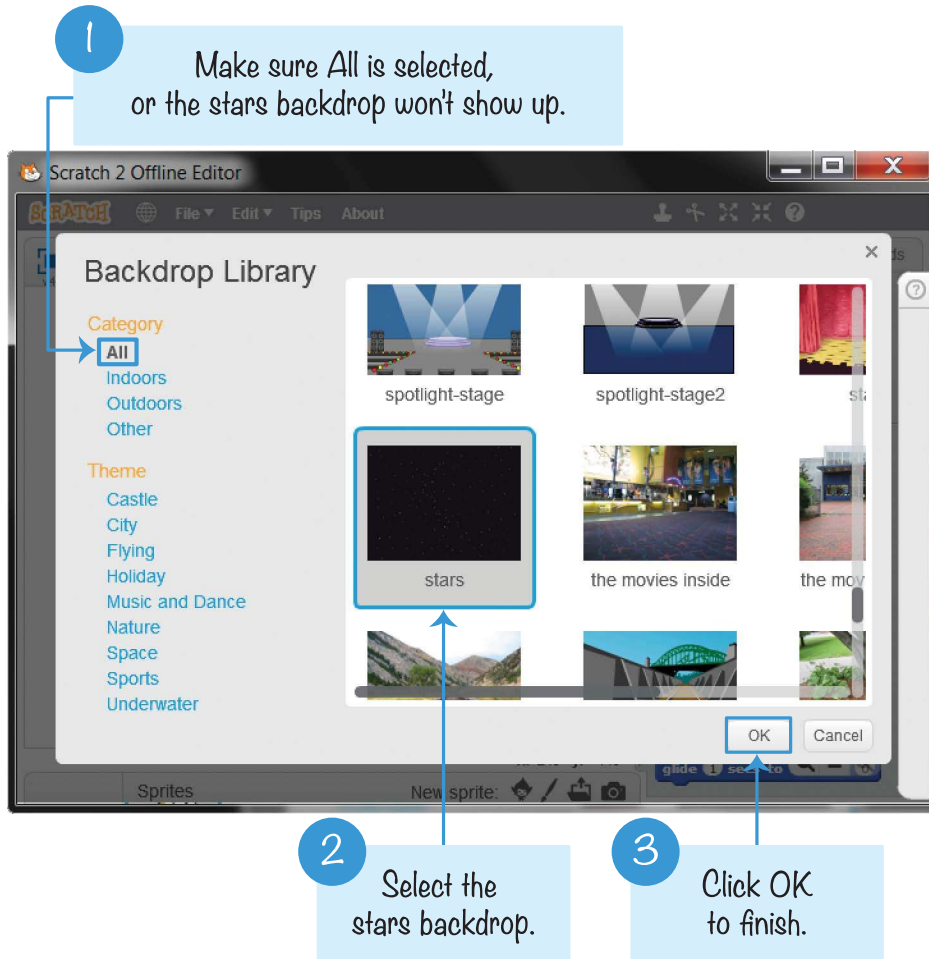 1
Make sure All is selected,
or the stars backdrop won't show up.
Scratch 2 Offline Editor
SCRATCH File Edit Tips About
Backdrop Library
Category
All
Indoors
Outdoors
Other
Theme
Castle
City
Flying
Holiday
Music and Dance
Nature
Space
Sports
Underwater
spotlight-stage spotlight-stage2
stars the movies inside the mov
OK Cancel
glide 1
Sprites New sprite:
2
Select the
stars backdrop.
3
Click OK
to finish.